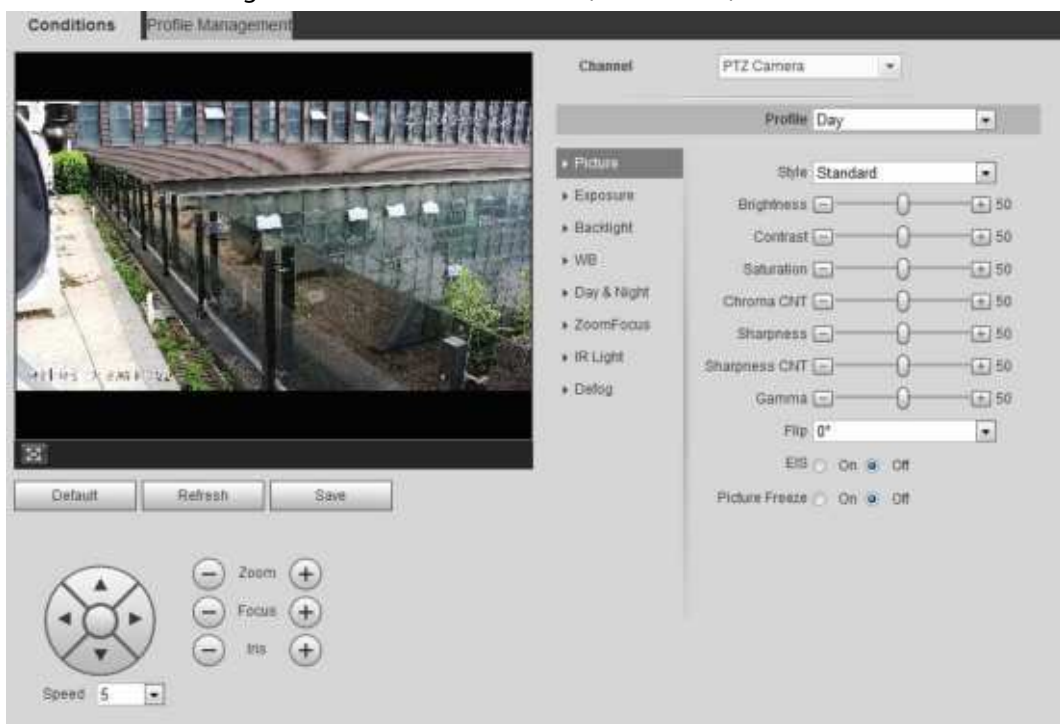 Conditions
Profile Management
Channel PTZ Camera
Profile Day
Picture
Exposure
Backlight
WB
Day & Night
ZoomFocus
IR Light
Defog
Style Standard
Brightness 50
Contrast 50
Saturation 50
Chroma CNT 50
Sharpness 50
Sharpness CNT 50
Gamma 50
Flip 0°
EIS On Off
Picture Freeze On Off
Default Refresh Save
Zoom
Focus
Iris
Speed 5